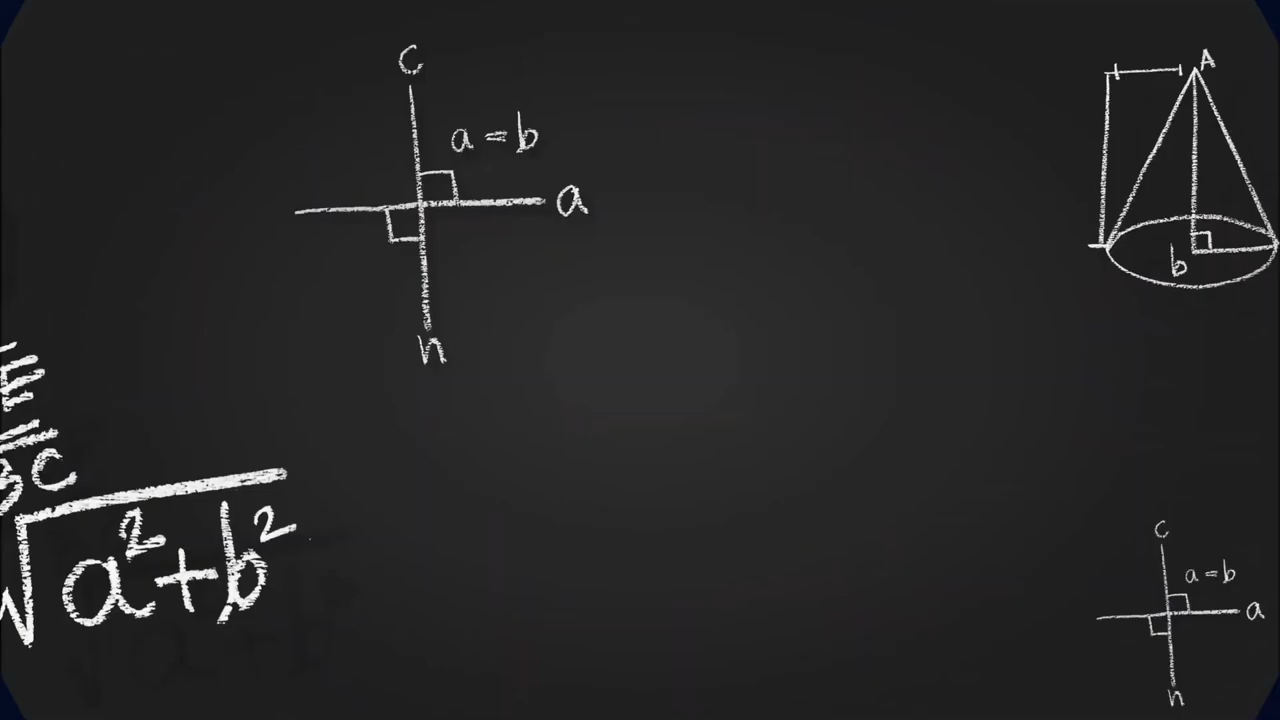 c
a = b
a
n
A
b
√a²+b²
c
a = b
a
n